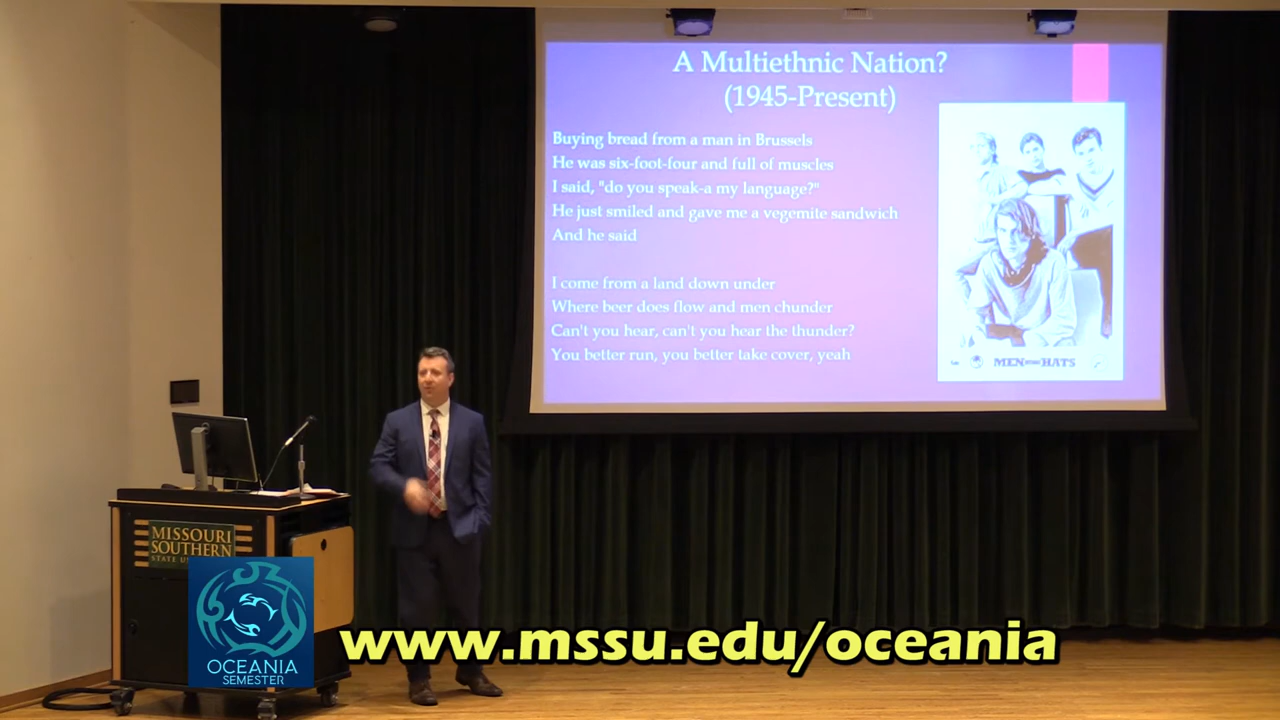 A Multiethnic Nation?
(1945-Present)
Buying bread from a man in Brussels
He was six-foot-four and full of muscles
I said, "do you speak-a my language?"
He just smiled and gave me a vegemite sandwich
And he said
I come from a land down under
Where beer does flow and men chunder
Can't you hear, can't you hear the thunder?
You better run, you better take cover, yeah
MEN WITHOUT HATS
MISSOURI
SOUTHERN
STATE
OCEANIA
SEMESTER
www.mssu.edu/oceania